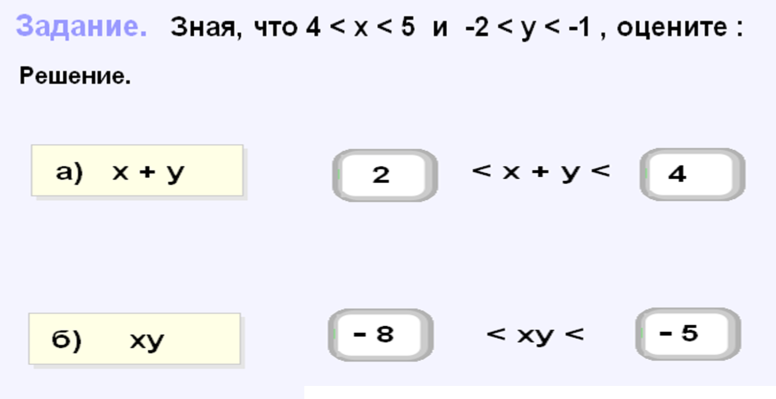 Задание. Зная, что 4 < x < 5 и -2 < y < -1 , оцените :
Решение.
а) x + y 2 < x + y < 4
б) xy - 8 < xy < - 5